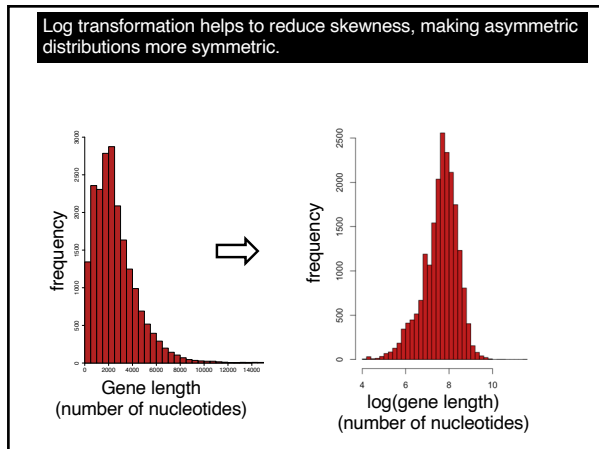 Log transformation helps to reduce skewness, making asymmetric
distributions more symmetric.
frequency
3000
2500
2000
1500
1000
500
0
0 2000 4000 6000 8000 10000 12000 14000
Gene length
(number of nucleotides)
frequency
2500
2000
1500
1000
500
0
4 6 8 10
log(gene length)
(number of nucleotides)